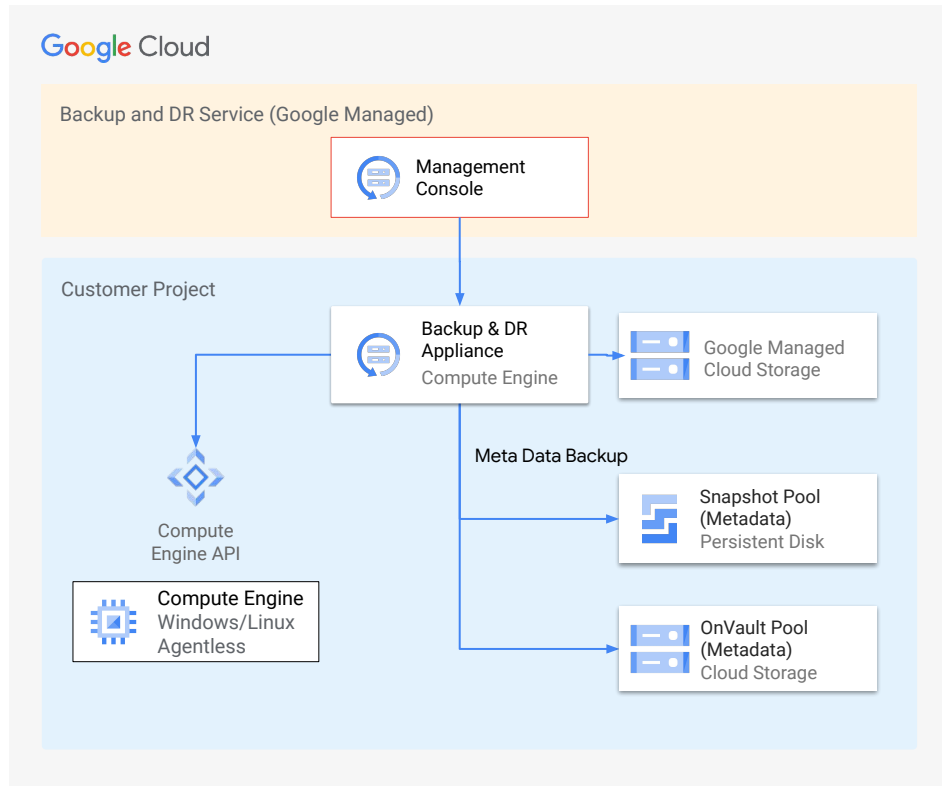 Google Cloud
Backup and DR Service (Google Managed)
Management
Console
Customer Project
Backup & DR
Appliance
Compute Engine
Google Managed
Cloud Storage
Meta Data Backup
Compute
Engine API
Snapshot Pool
(Metadata)
Persistent Disk
Compute Engine
Windows/Linux
Agentless
OnVault Pool
(Metadata)
Cloud Storage